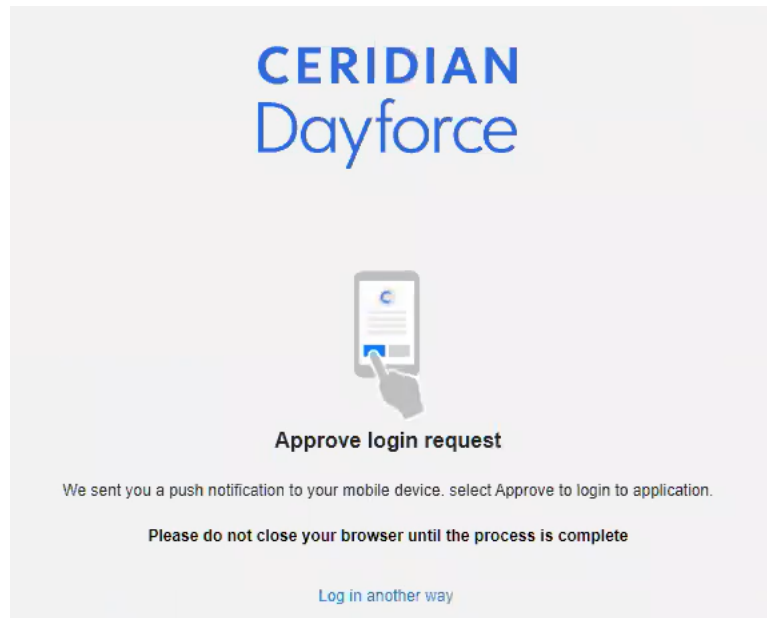 CERIDIAN
Dayforce
C
Approve login request
We sent you a push notification to your mobile device. select Approve to login to application.
Please do not close your browser until the process is complete
Log in another way